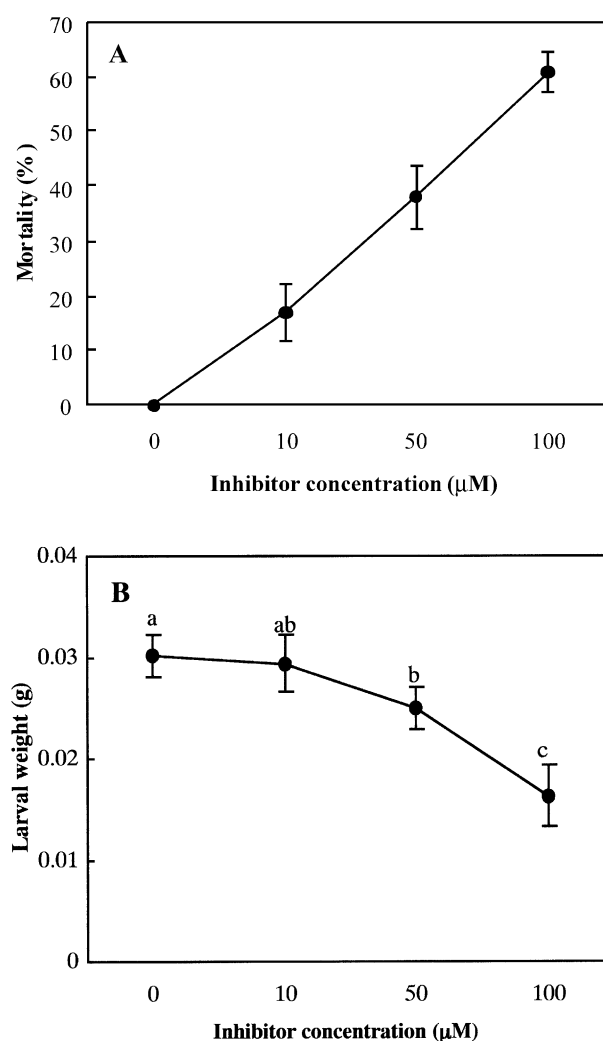 70
A
60
50
40
30
20
10
0
Mortality (%)
0 10 50 100
Inhibitor concentration (μM)
0.04
B
a
ab
0.03
b
0.02
c
0.01
0
Larval weight (g)
0 10 50 100
Inhibitor concentration (μM)